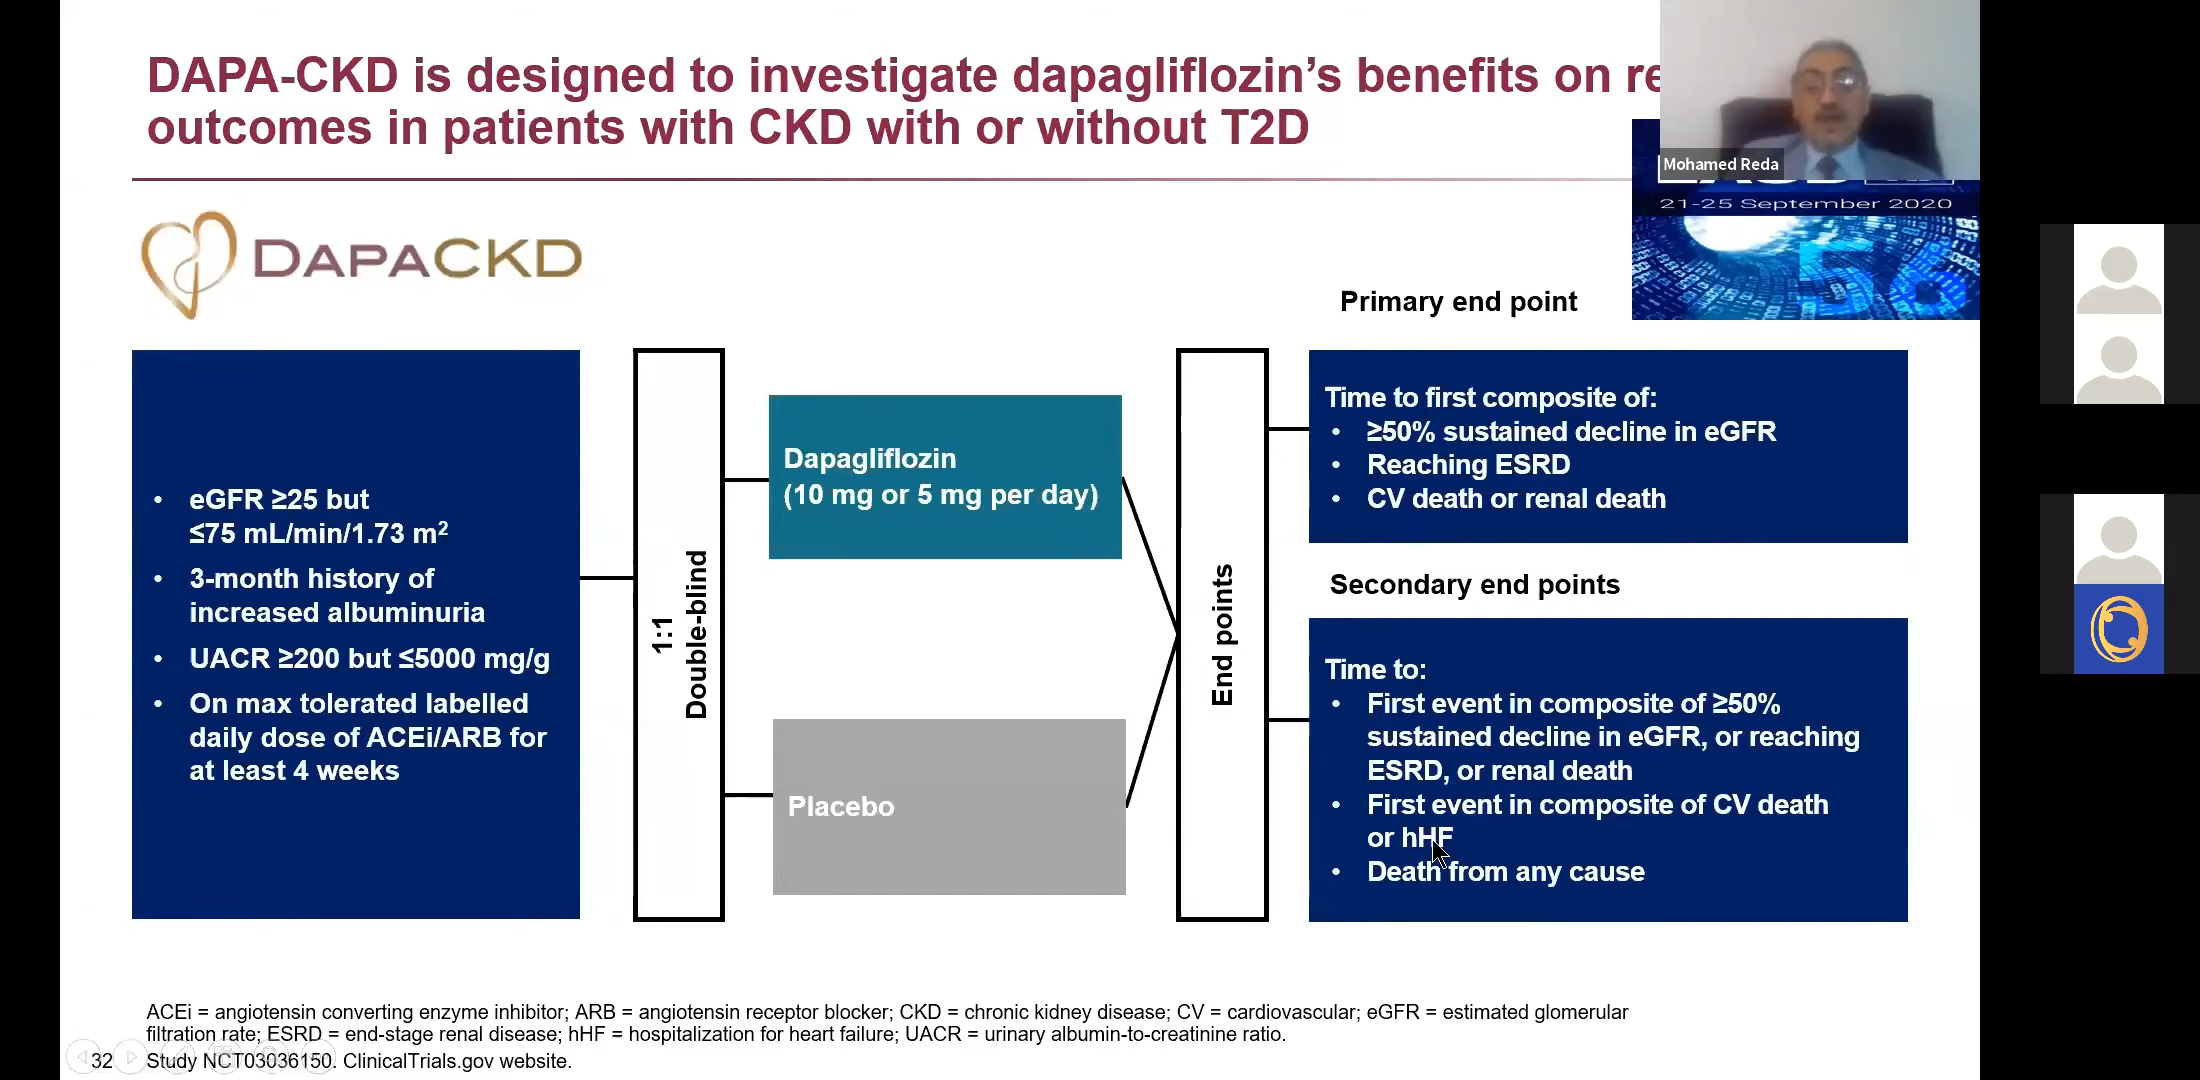 DAPA-CKD is designed to investigate dapagliflozin’s benefits on
outcomes in patients with CKD with or without T2D
Mohamed Reda
21-25 September 2020
56
DAPACKD
eGFR ≥25 but
≤75 mL/min/1.73 m²
3-month history of
increased albuminuria
UACR ≥200 but ≤5000 mg/g
On max tolerated labelled
daily dose of ACEi/ARB for
at least 4 weeks
1:1
Double-blind
Dapagliflozin
(10 mg or 5 mg per day)
Placebo
End points
Primary end point
Time to first composite of:
• ≥50% sustained decline in eGFR
• Reaching ESRD
• CV death or renal death
Secondary end points
Time to:
• First event in composite of ≥50%
sustained decline in eGFR, or reaching
ESRD, or renal death
• First event in composite of CV death
or hHF
• Death from any cause
ACEi = angiotensin converting enzyme inhibitor; ARB = angiotensin receptor blocker; CKD = chronic kidney disease; CV = cardiovascular; eGFR = estimated glomerular
filtration rate; ESRD = end-stage renal disease; hHF = hospitalization for heart failure; UACR = urinary albumin-to-creatinine ratio.
32
Study NCT03036150. ClinicalTrials.gov website.